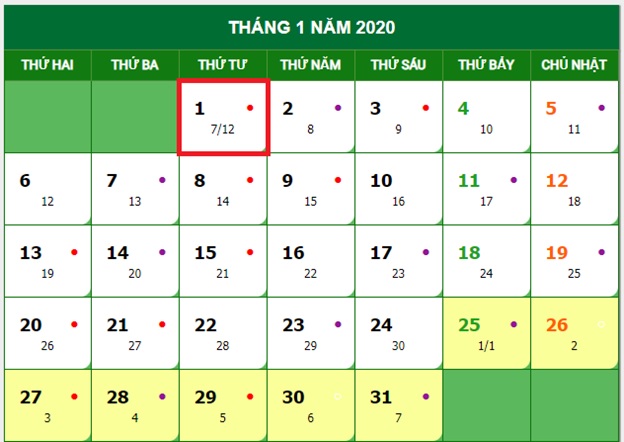 THÁNG 1 NĂM 2020
THỨ HAI THỨ BA THỨ TƯ THỨ NĂM THỨ SÁU THỨ BẢY CHỦ NHẬT
1 2 3 4 5
7/12 8 9 10 11
6 7 8 9 10 11 12
12 13 14 15 16 17 18
13 14 15 16 17 18 19
19 20 21 22 23 24 25
20 21 22 23 24 25 26
26 27 28 29 30 1/1 2
27 28 29 30 31
3 4 5 6 7